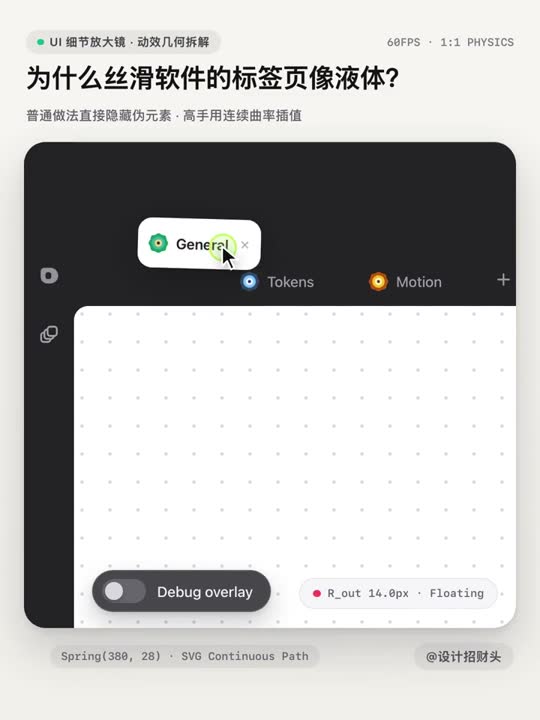 UI 细节放大镜 · 动效几何拆解
60FPS · 1:1 PHYSICS
为什么丝滑软件的标签页像液体?
普通做法直接隐藏伪元素 · 高手用连续曲率插值
General ×
Tokens
Motion
+
Debug overlay
R_out 14.0px · Floating
Spring(380, 28) · SVG Continuous Path
@设计招财头